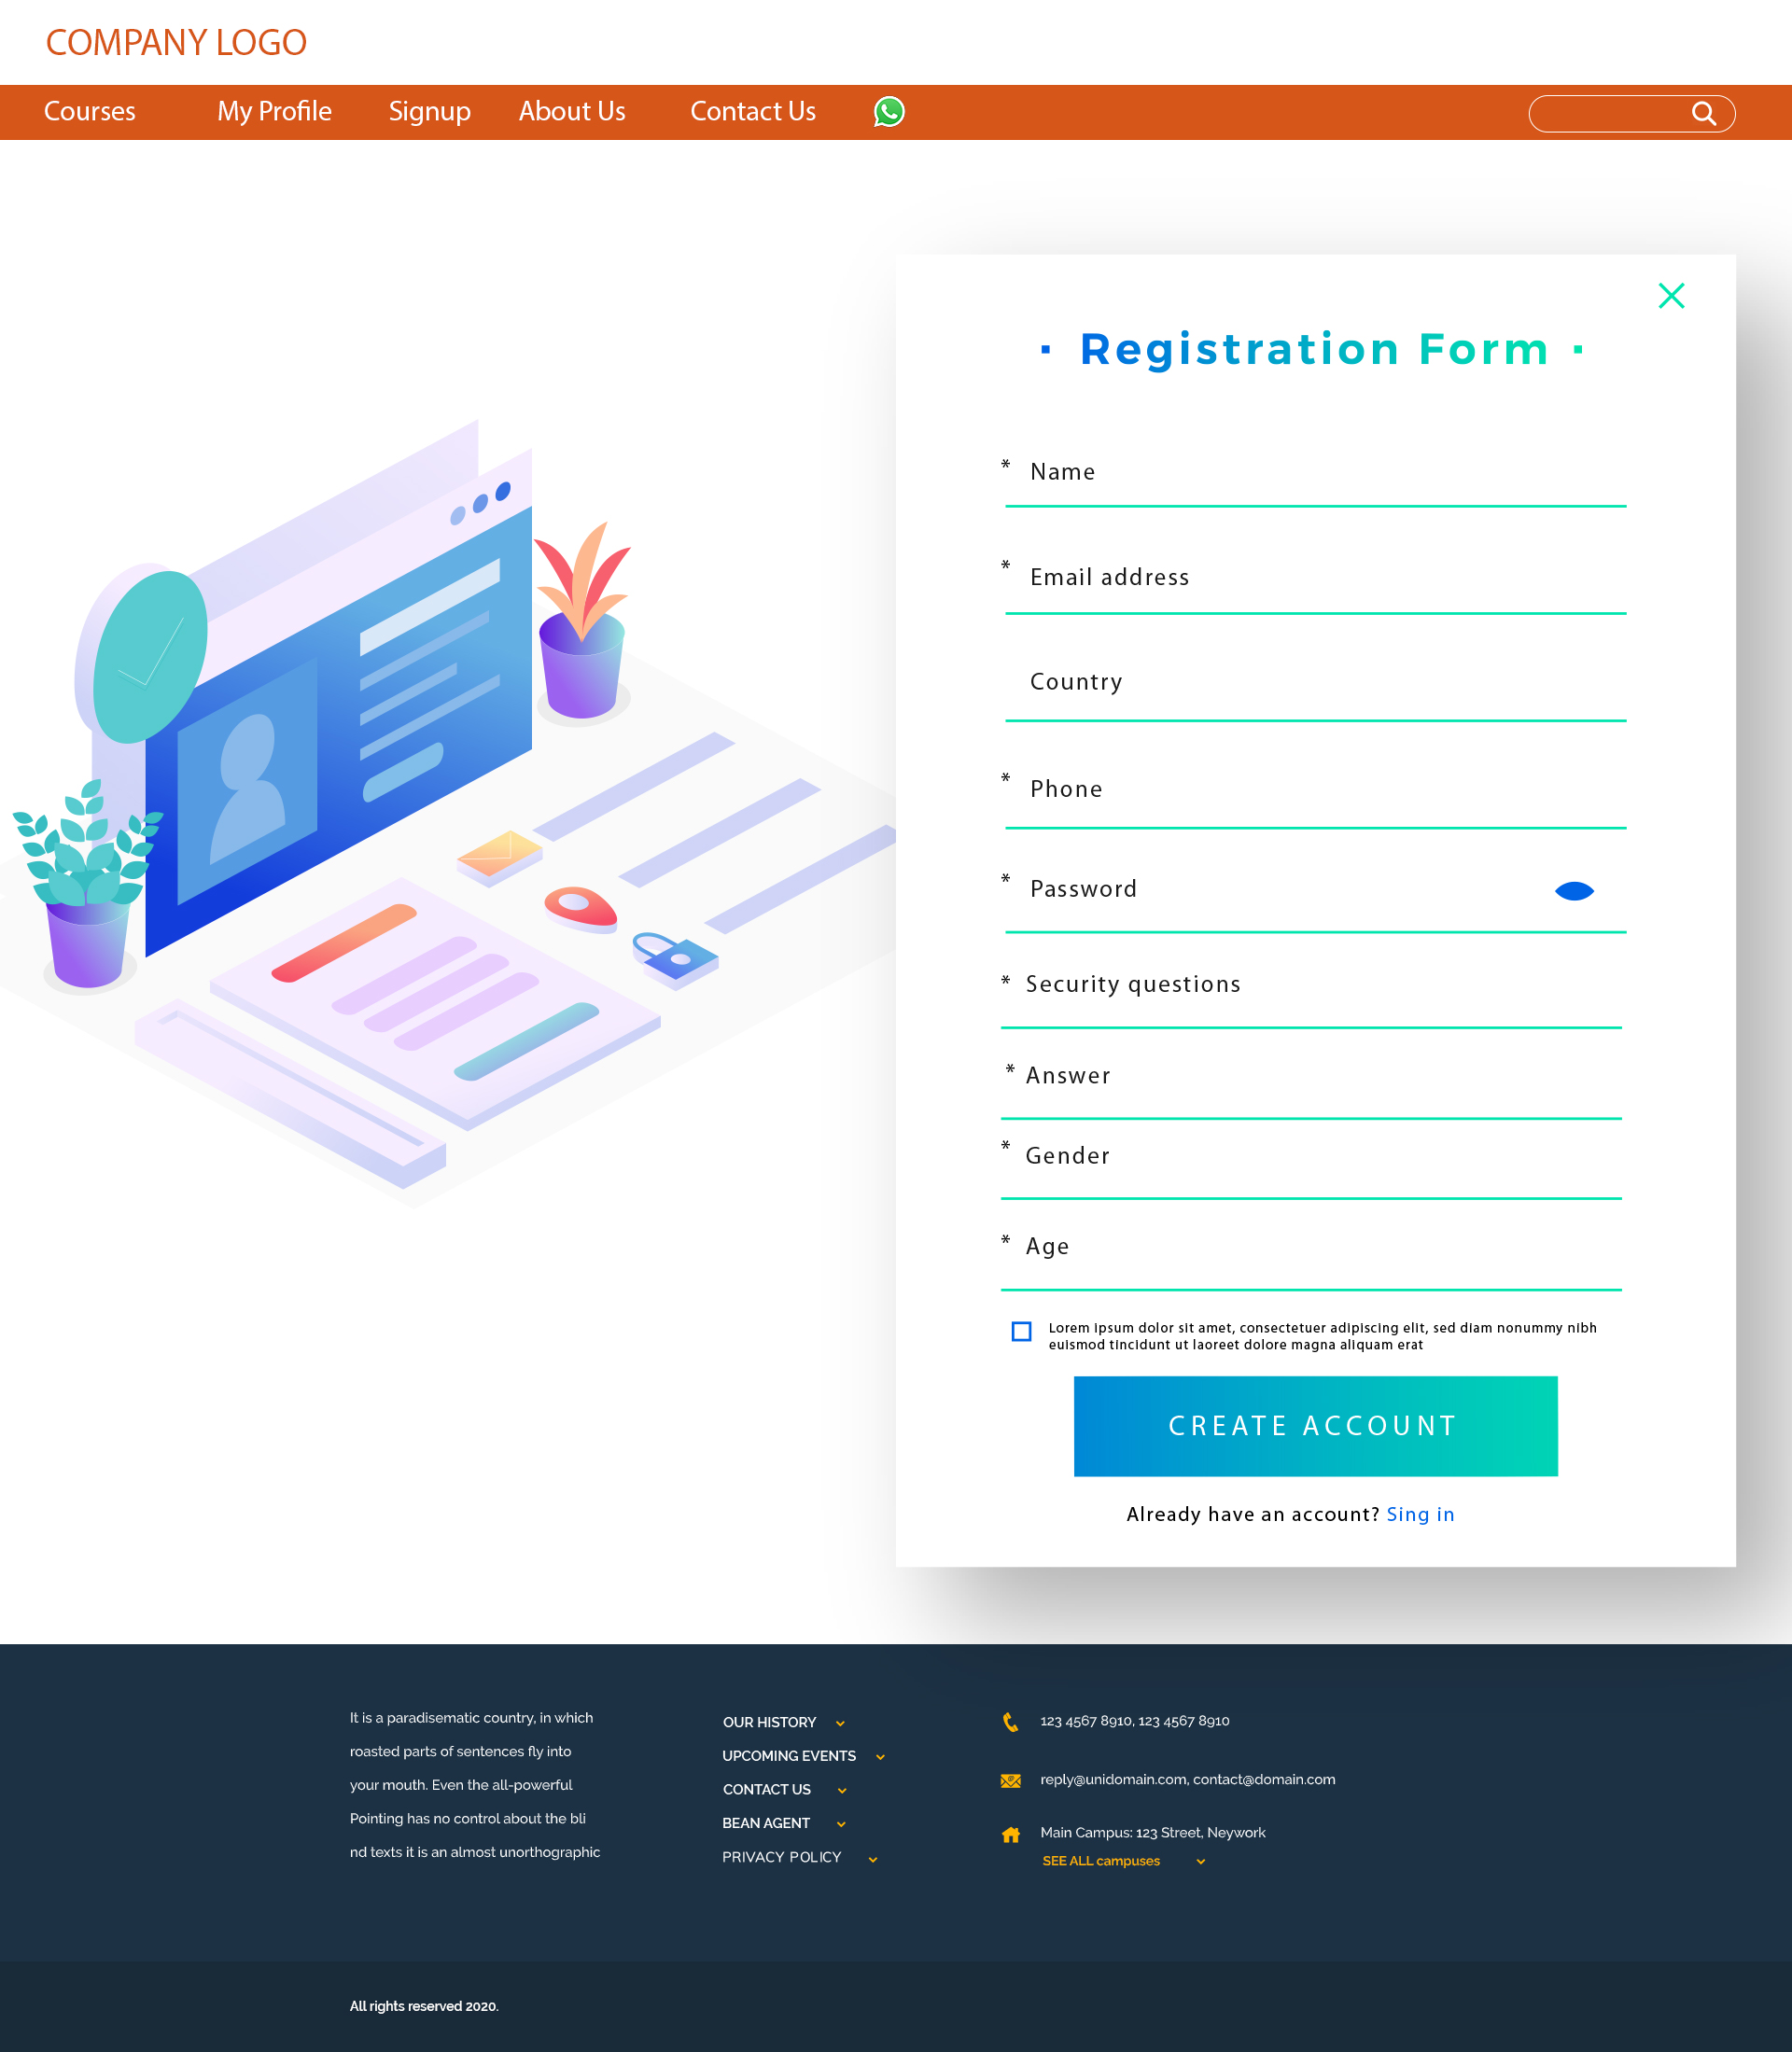 COMPANY LOGO
Courses My Profile Signup About Us Contact Us
Registration Form
* Name
* Email address
Country
* Phone
* Password
* Security questions
* Answer
* Gender
* Age
Lorem ipsum dolor sit amet, consectetuer adipiscing elit, sed diam nonummy nibh
euismod tincidunt ut laoreet dolore magna aliquam erat
CREATE ACCOUNT
Already have an account? Sing in
It is a paradisematic country, in which
roasted parts of sentences fly into
your mouth. Even the all-powerful
Pointing has no control about the bli
nd texts it is an almost unorthographic
OUR HISTORY
UPCOMING EVENTS
CONTACT US
BEAN AGENT
PRIVACY POLICY
123 4567 8910, 123 4567 8910
reply@unidomain.com, contact@domain.com
Main Campus: 123 Street, Neywork
SEE ALL campuses
All rights reserved 2020.